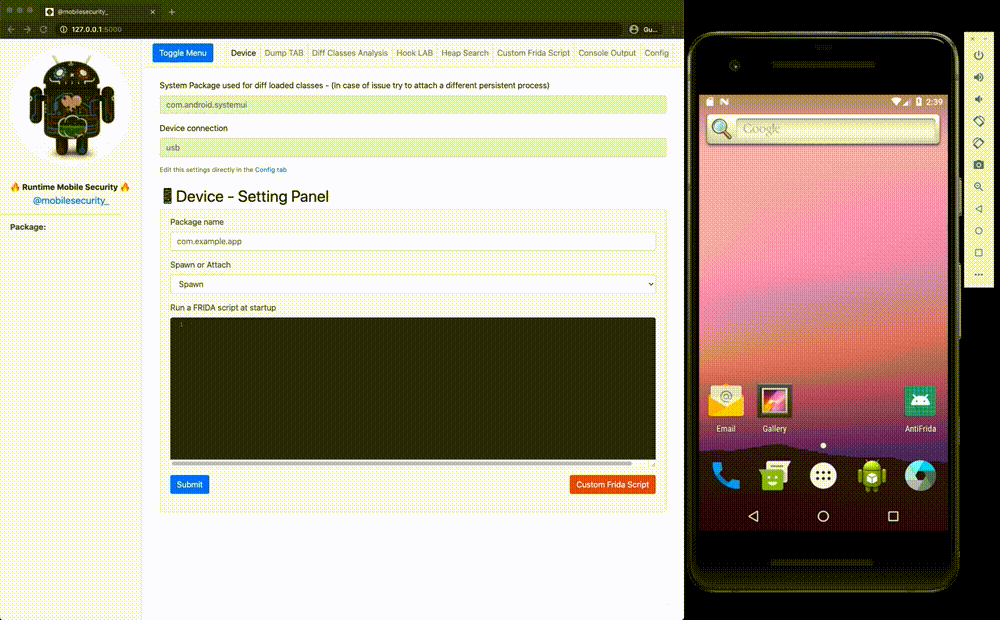 @mobilesecurity_
127.0.0.1:5000
Gu...
Toggle Menu
Device
Dump TAB
Diff Classes Analysis
Hook LAB
Heap Search
Custom Frida Script
Console Output
Config
System Package used for diff loaded classes - (in case of issue try to attach a different persistent process)
com.android.systemui
Device connection
usb
Edit this settings directly in the Config tab
🔥 Runtime Mobile Security 🔥
@mobilesecurity_
Package:
📱 Device - Setting Panel
Package name
com.example.app
Spawn or Attach
Spawn
Run a FRIDA script at startup
1
Submit
Custom Frida Script
2:39
Google
Email
Gallery
AntiFrida